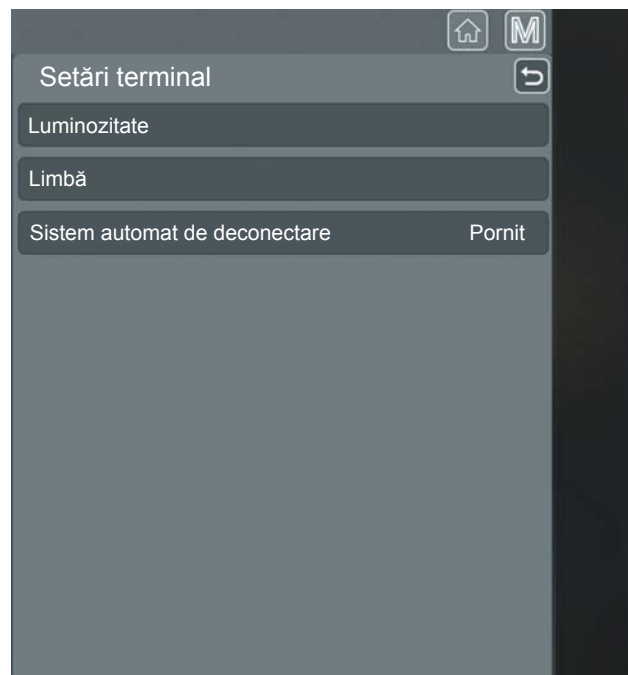 M
Setări terminal
Luminozitate
Limbă
Sistem automat de deconectare Pornit